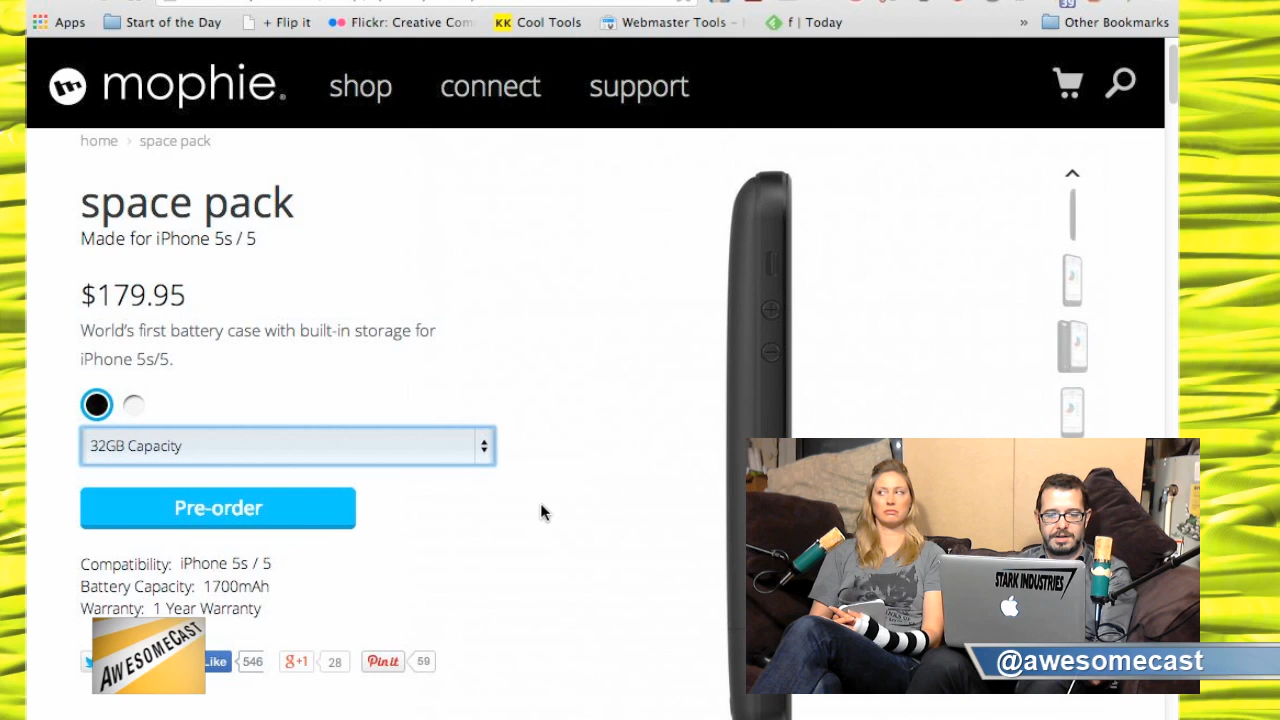 Apps Start of the Day + Flip it Flickr: Creative Com KK Cool Tools Webmaster Tools - f | Today » Other Bookmarks
39
mophie. shop connect support
home › space pack
space pack
Made for iPhone 5s / 5
$179.95
World's first battery case with built-in storage for
iPhone 5s/5.
32GB Capacity
Pre-order
Compatibility: iPhone 5s / 5
Battery Capacity: 1700mAh
Warranty: 1 Year Warranty
Like 546 g+1 28 Pin it 59
AWESOMECAST
STARK INDUSTRIES
@awesomecast